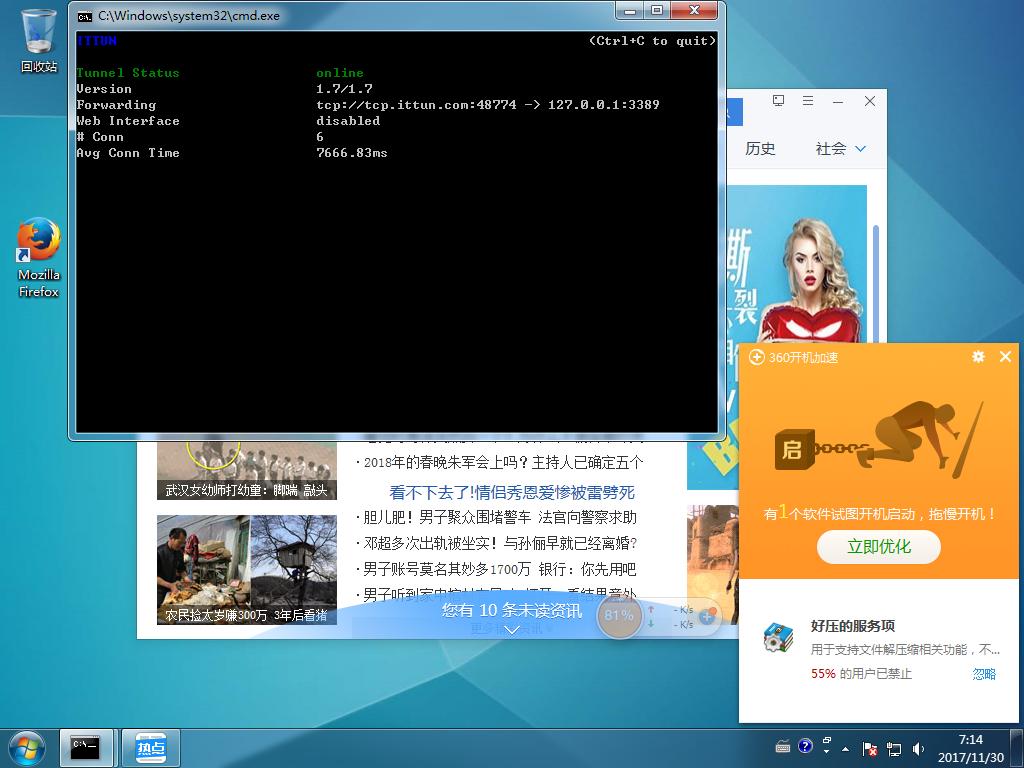 回收站
C:\Windows\system32\cmd.exe
ITTUN
(Ctrl+C to quit)
Tunnel Status online
Version 1.7/1.7
Forwarding tcp://tcp.ittun.com:48774 -> 127.0.0.1:3389
Web Interface disabled
# Conn 6
Avg Conn Time 7666.83ms
Mozilla
Firefox
历史
社会
斯
裂
武汉女幼师打幼童：脚踹 敲头
农民捡太岁赚300万 3年后看猪
·2018年的春晚朱军会上吗？主持人已确定五个
看不下去了!情侣秀恩爱惨被雷劈死
·胆儿肥！男子聚众围堵警车 法官向警察求助
·邓超多次出轨被坐实！与孙俪早就已经离婚?
·男子账号莫名其妙多1700万 银行：你先用吧
您有 10 条未读资讯
81%
- K/s
- K/s
360开机加速
启
有1个软件试图开机启动，拖慢开机！
立即优化
好压的服务项
用于支持文件解压缩相关功能，不...
55% 的用户已禁止
忽略
C:\_
热点
7:14
2017/11/30